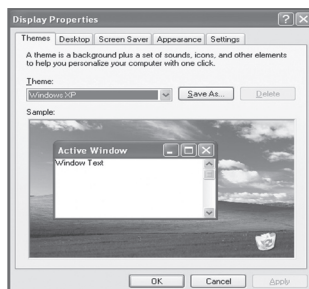 Display Properties
Themes Desktop Screen Saver Appearance Settings
A theme is a background plus a set of sounds, icons, and other elements
to help you personalize your computer with one click.
Theme:
Windows XP Save As... Delete
Sample:
Active Window
Window Text
OK Cancel Apply